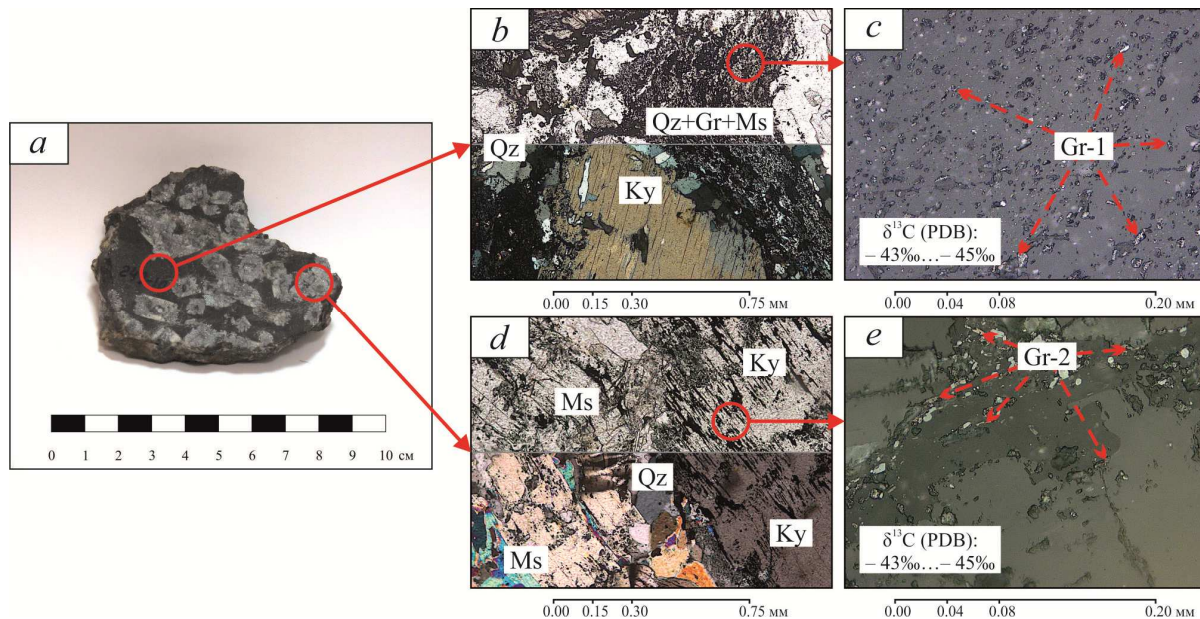 a
0 1 2 3 4 5 6 7 8 9 10 см
b
Qz+Gr+Ms
Qz
Ky
0.00 0.15 0.30 0.75 мм
c
Gr-1
δ¹³C (PDB):
– 43‰...– 45‰
0.00 0.04 0.08 0.20 мм
d
Ky
Ms
Qz
Ky
Ms
0.00 0.15 0.30 0.75 мм
e
Gr-2
δ¹³C (PDB):
– 43‰...– 45‰
0.00 0.04 0.08 0.20 мм